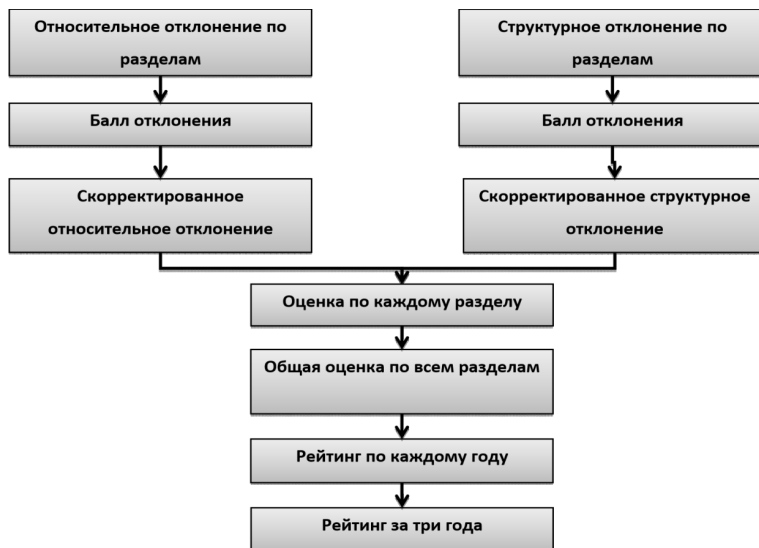 Относительное отклонение по
разделам
Структурное отклонение по
разделам
Балл отклонения
Балл отклонения
Скорректированное
относительное отклонение
Скорректированное структурное
отклонение
Оценка по каждому разделу
Общая оценка по всем разделам
Рейтинг по каждому году
Рейтинг за три года